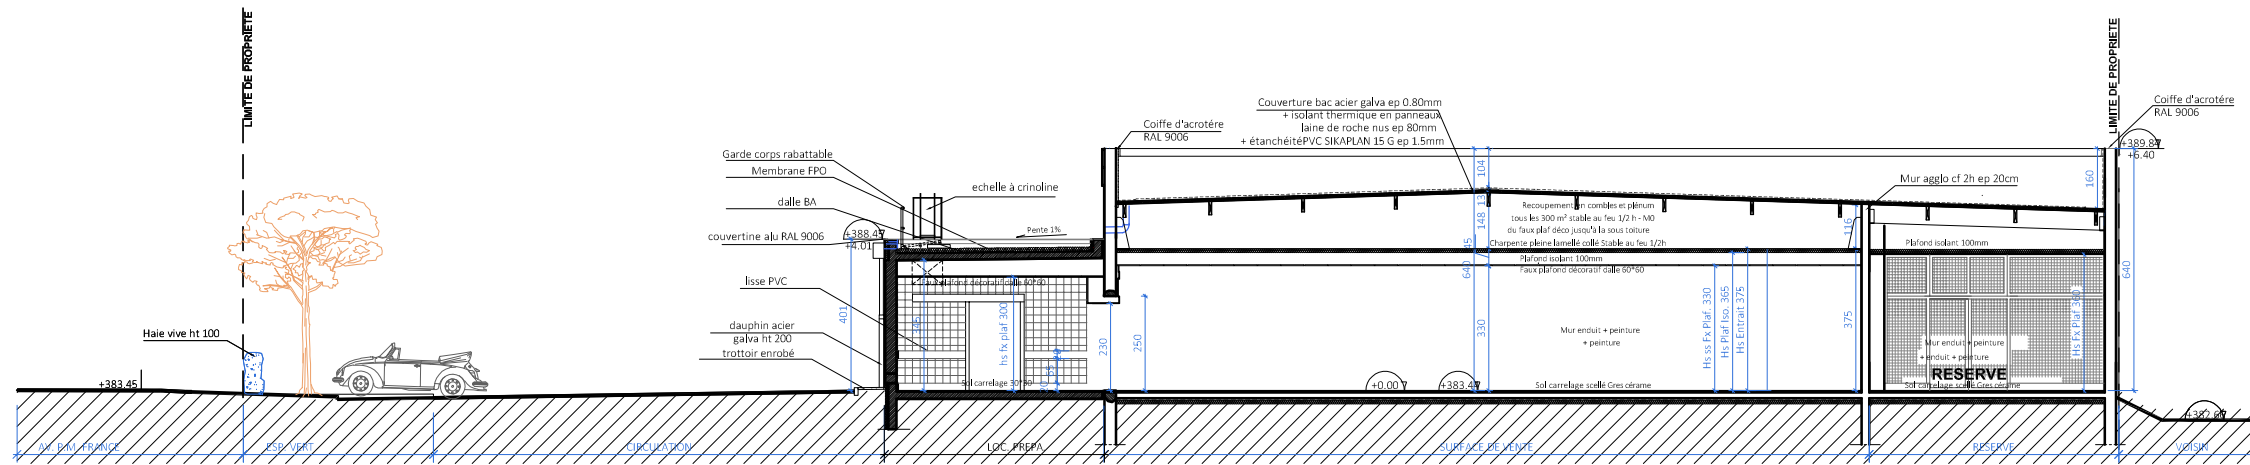 LIMITE DE PROPRIETE
Haie vive ht 100
+383.45
Garde corps rabattable
Membrane FPO
echelle à crinoline
dalle BA
couvertine alu RAL 9006
+388.47
+4.01
Pente 1%
lisse PVC
dauphin acier
galva ht 200
trottoir enrobé
401
345
Faux plafond décoratif dalle 60*60
hs fx plaf 300
Sol carrelage 30*30
Coiffe d'acrotére
RAL 9006
230
250
Couverture bac acier galva ep 0.80mm
+ isolant thermique en panneaux
laine de roche nus ep 80mm
+ étanchéitéPVC SIKAPLAN 15 G ep 1.5mm
104
148
640
330
Recoupement en combles et plénum
tous les 300 m² stable au feu 1/2 h - M0
du faux plaf déco jusqu'à la sous toiture
Charpente pleine lamellé collé Stable au feu 1/2h
Plafond isolant 100mm
Faux plafond décoratif dalle 60*60
Mur enduit + peinture
+ peinture
Sol carrelage scellé Gres cérame
+0.00
+383.47
Hs ss Fx Plaf. 330
Hs Plaf Iso. 365
Hs Entrait 375
116
375
Mur agglo cf 2h ep 20cm
Plafond isolant 100mm
Mur enduit + peinture
+ enduit + peinture
RESERVE
Sol carrelage scellé Gres cérame
Hs Fx Plaf 360
160
640
LIMITE DE PROPRIETE
Coiffe d'acrotére
RAL 9006
+389.87
+6.40
+382.60
AV. P.M. FRANCE
ESP. VERT
CIRCULATION
LOC. PREPA
SURFACE DE VENTE
RESERVE
VOISIN